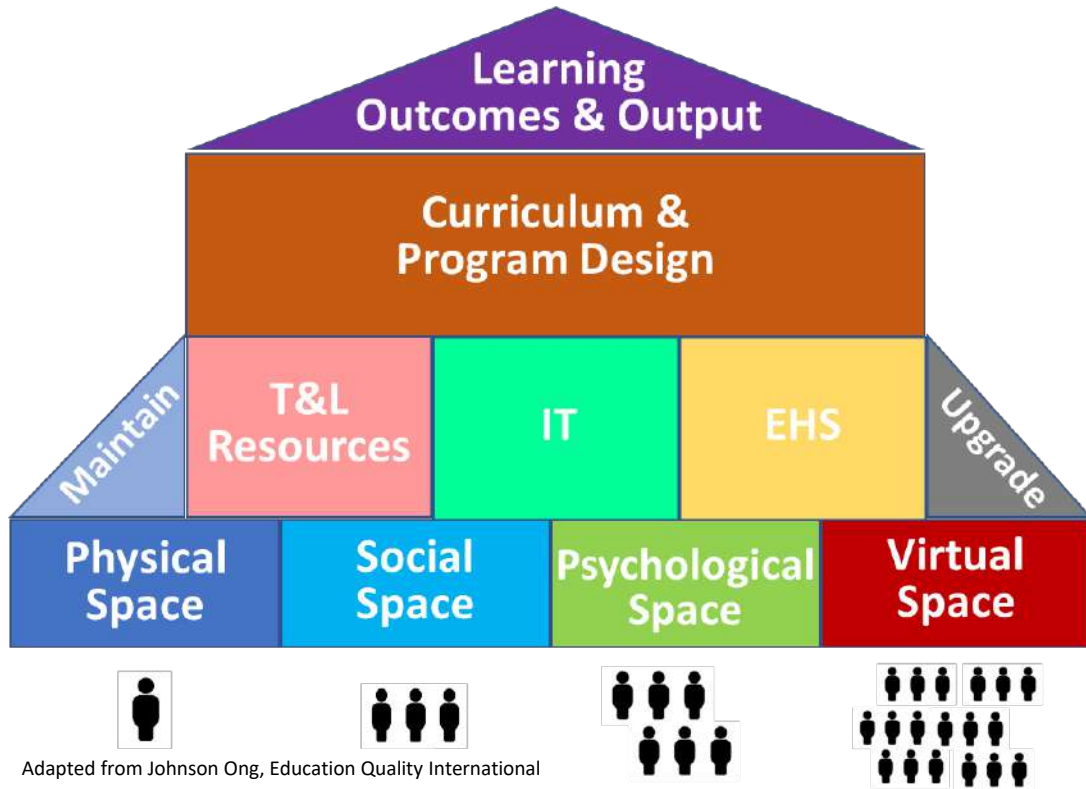 Learning
Outcomes & Output
Curriculum &
Program Design
Maintain
T&L
Resources
IT
EHS
Upgrade
Physical
Space
Social
Space
Psychological
Space
Virtual
Space
Adapted from Johnson Ong, Education Quality International